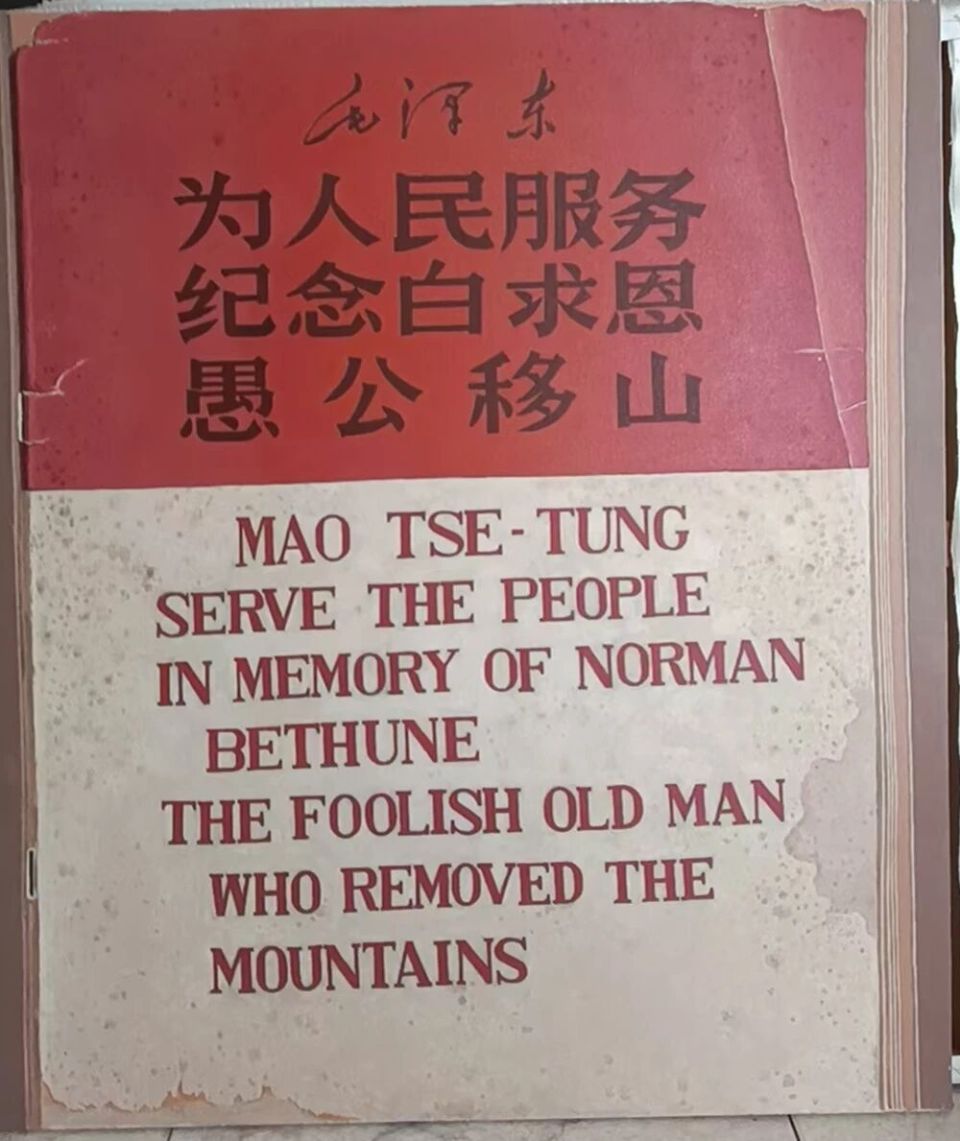 毛泽东
为人民服务
纪念白求恩
愚公移山
MAO TSE-TUNG
SERVE THE PEOPLE
IN MEMORY OF NORMAN
BETHUNE
THE FOOLISH OLD MAN
WHO REMOVED THE
MOUNTAINS